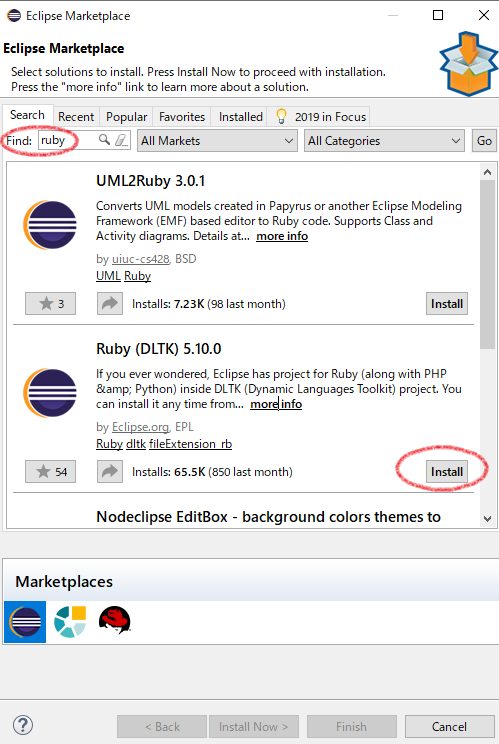 Eclipse Marketplace
Eclipse Marketplace
Select solutions to install. Press Install Now to proceed with installation.
Press the "more info" link to learn more about a solution.
Search Recent Popular Favorites Installed 2019 in Focus
Find: ruby All Markets All Categories Go
UML2Ruby 3.0.1
Converts UML models created in Papyrus or another Eclipse Modeling
Framework (EMF) based editor to Ruby code. Supports Class and
Activity diagrams. Details at... more info
by uiuc-cs428, BSD
UML Ruby
3 Installs: 7.23K (98 last month) Install
Ruby (DLTK) 5.10.0
If you ever wondered, Eclipse has project for Ruby (along with PHP
&amp; Python) inside DLTK (Dynamic Languages Toolkit) project. You
can install it any time from... more info
by Eclipse.org, EPL
Ruby dltk fileExtension_rb
54 Installs: 65.5K (850 last month) Install
Nodeclipse EditBox - background colors themes to
Marketplaces
? < Back Install Now > Finish Cancel